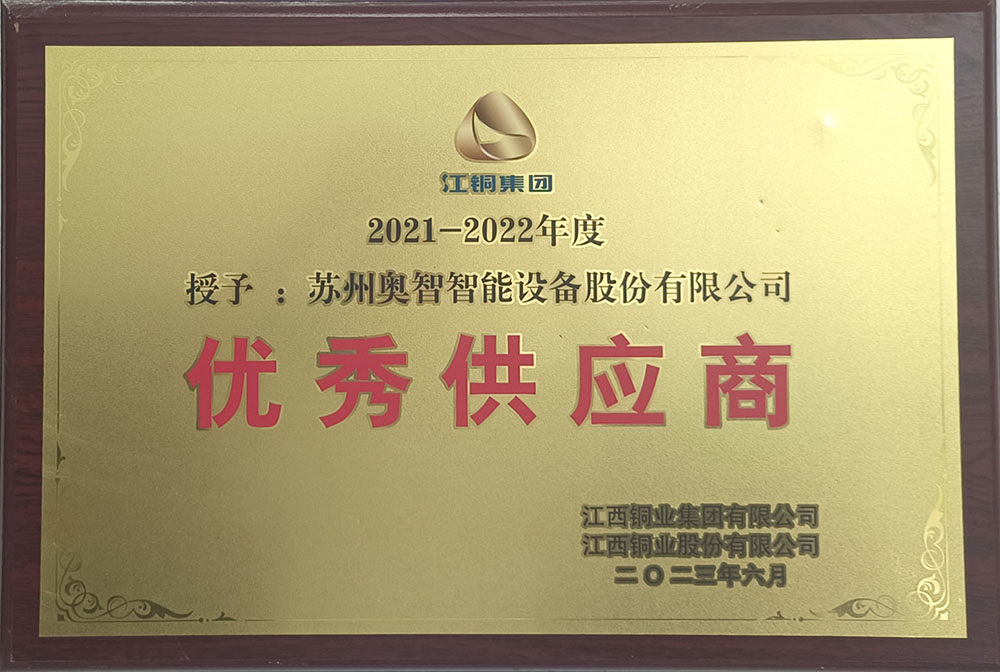 江铜集团
2021-2022年度
授予 ：苏州奥智智能设备股份有限公司
优秀供应商
江西铜业集团有限公司
江西铜业股份有限公司
二〇二三年六月